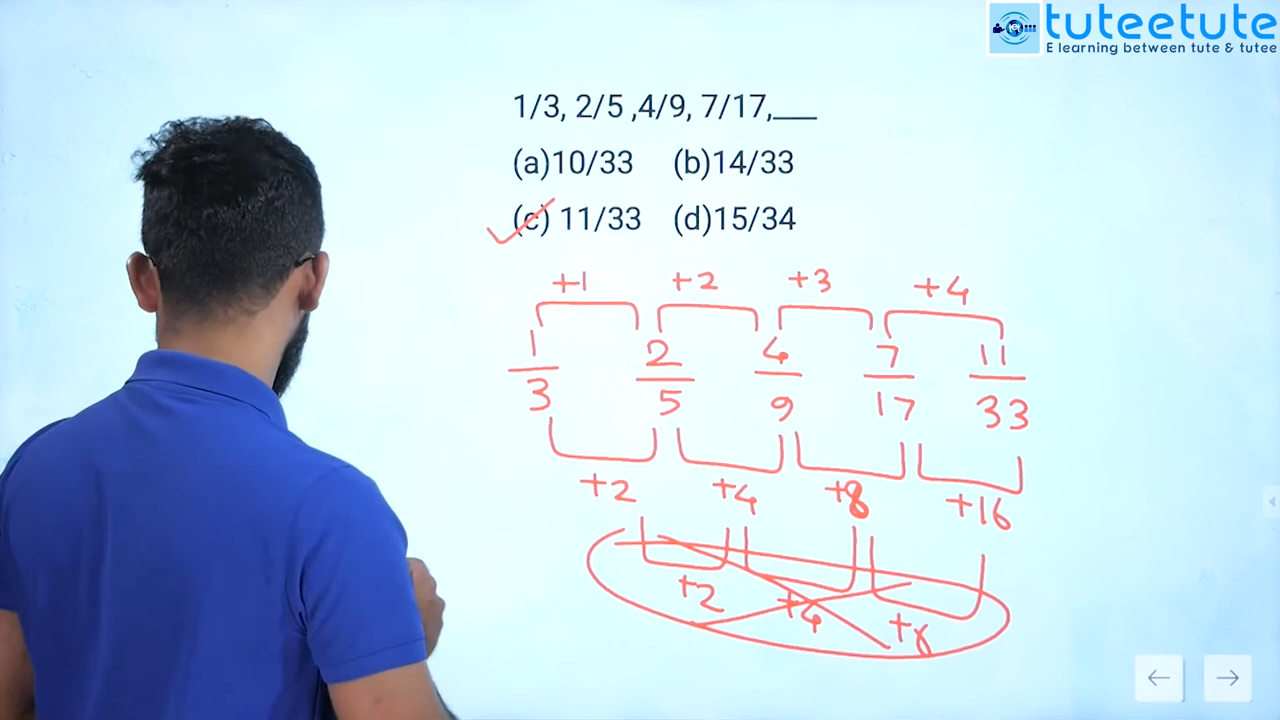 tuteetute
E learning between tute & tutee
1/3, 2/5 ,4/9, 7/17,___
(a)10/33 (b)14/33
(c) 11/33 (d)15/34
+1 +2 +3 +4
1 2 4 7 11
3 5 9 17 33
+2 +4 +8 +16
+2 +4 +8